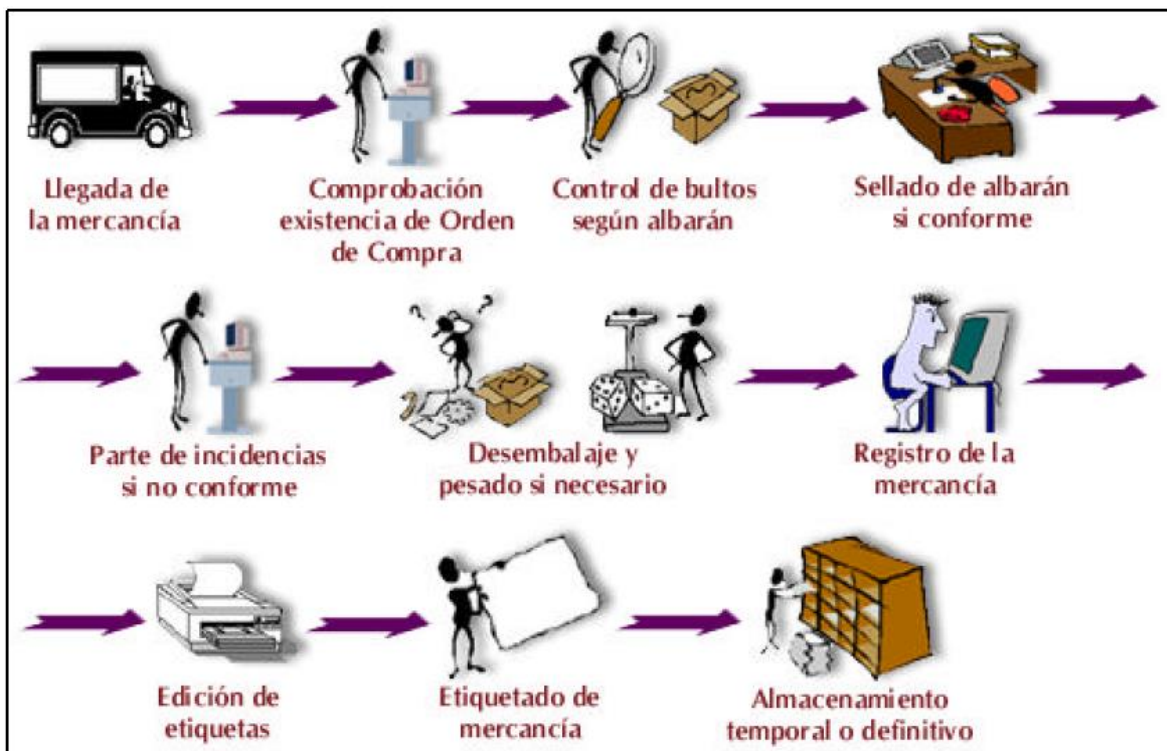 Llegada de
la mercancía
Comprobación
existencia de Orden
de Compra
Control de bultos
según albarán
Sellado de albarán
si conforme
Parte de incidencias
si no conforme
Desembalaje y
pesado si necesario
Registro de la
mercancía
Edición de
etiquetas
Etiquetado de
mercancía
Almacenamiento
temporal o definitivo